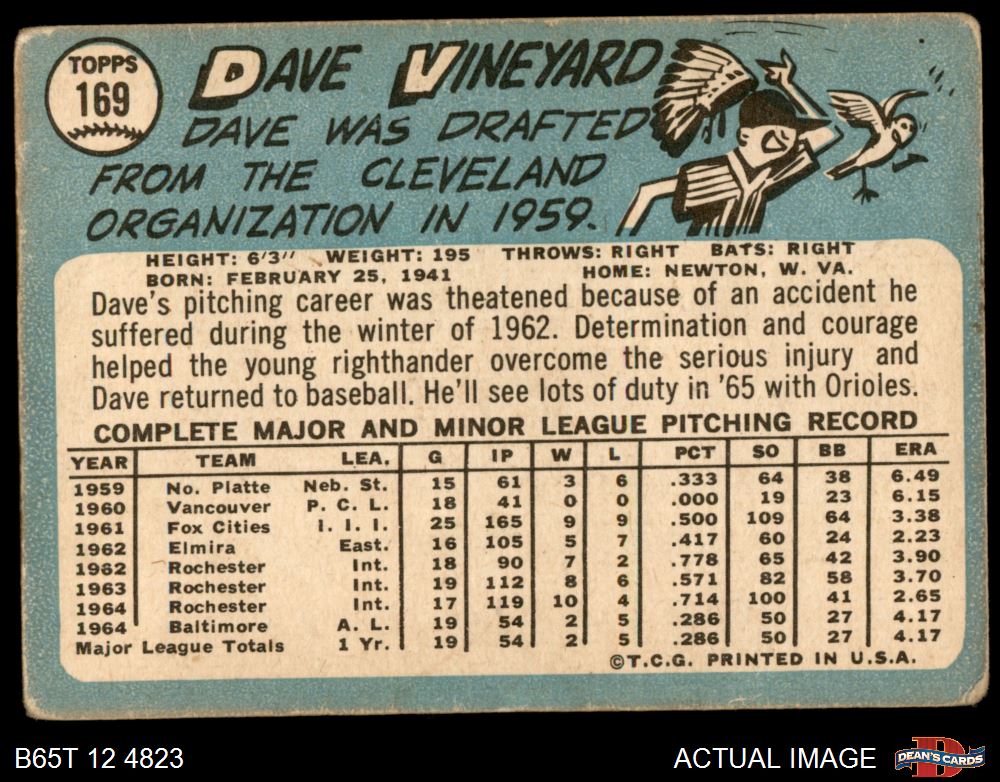 TOPPS
169
DAVE VINEYARD
DAVE WAS DRAFTED
FROM THE CLEVELAND
ORGANIZATION IN 1959.
HEIGHT: 6'3" WEIGHT: 195 THROWS: RIGHT BATS: RIGHT
BORN: FEBRUARY 25, 1941 HOME: NEWTON, W. VA.
Dave's pitching career was theatened because of an accident he
suffered during the winter of 1962. Determination and courage
helped the young righthander overcome the serious injury and
Dave returned to baseball. He'll see lots of duty in '65 with Orioles.
COMPLETE MAJOR AND MINOR LEAGUE PITCHING RECORD
YEAR TEAM LEA. G IP W L PCT SO BB ERA
1959 No. Platte Neb. St. 15 61 3 6 .333 64 38 6.49
1960 Vancouver P. C. L. 18 41 0 0 .000 19 23 6.15
1961 Fox Cities I. I. I. 25 165 9 9 .500 109 64 3.38
1962 Elmira East. 16 105 5 7 .417 60 24 2.23
1962 Rochester Int. 18 90 7 2 .778 65 42 3.90
1963 Rochester Int. 19 112 8 6 .571 82 58 3.70
1964 Rochester Int. 17 119 10 4 .714 100 41 2.65
1964 Baltimore A. L. 19 54 2 5 .286 50 27 4.17
Major League Totals 1 Yr. 19 54 2 5 .286 50 27 4.17
©T.C.G. PRINTED IN U.S.A.
B65T 12 4823
ACTUAL IMAGE
D
DEAN'S CARDS